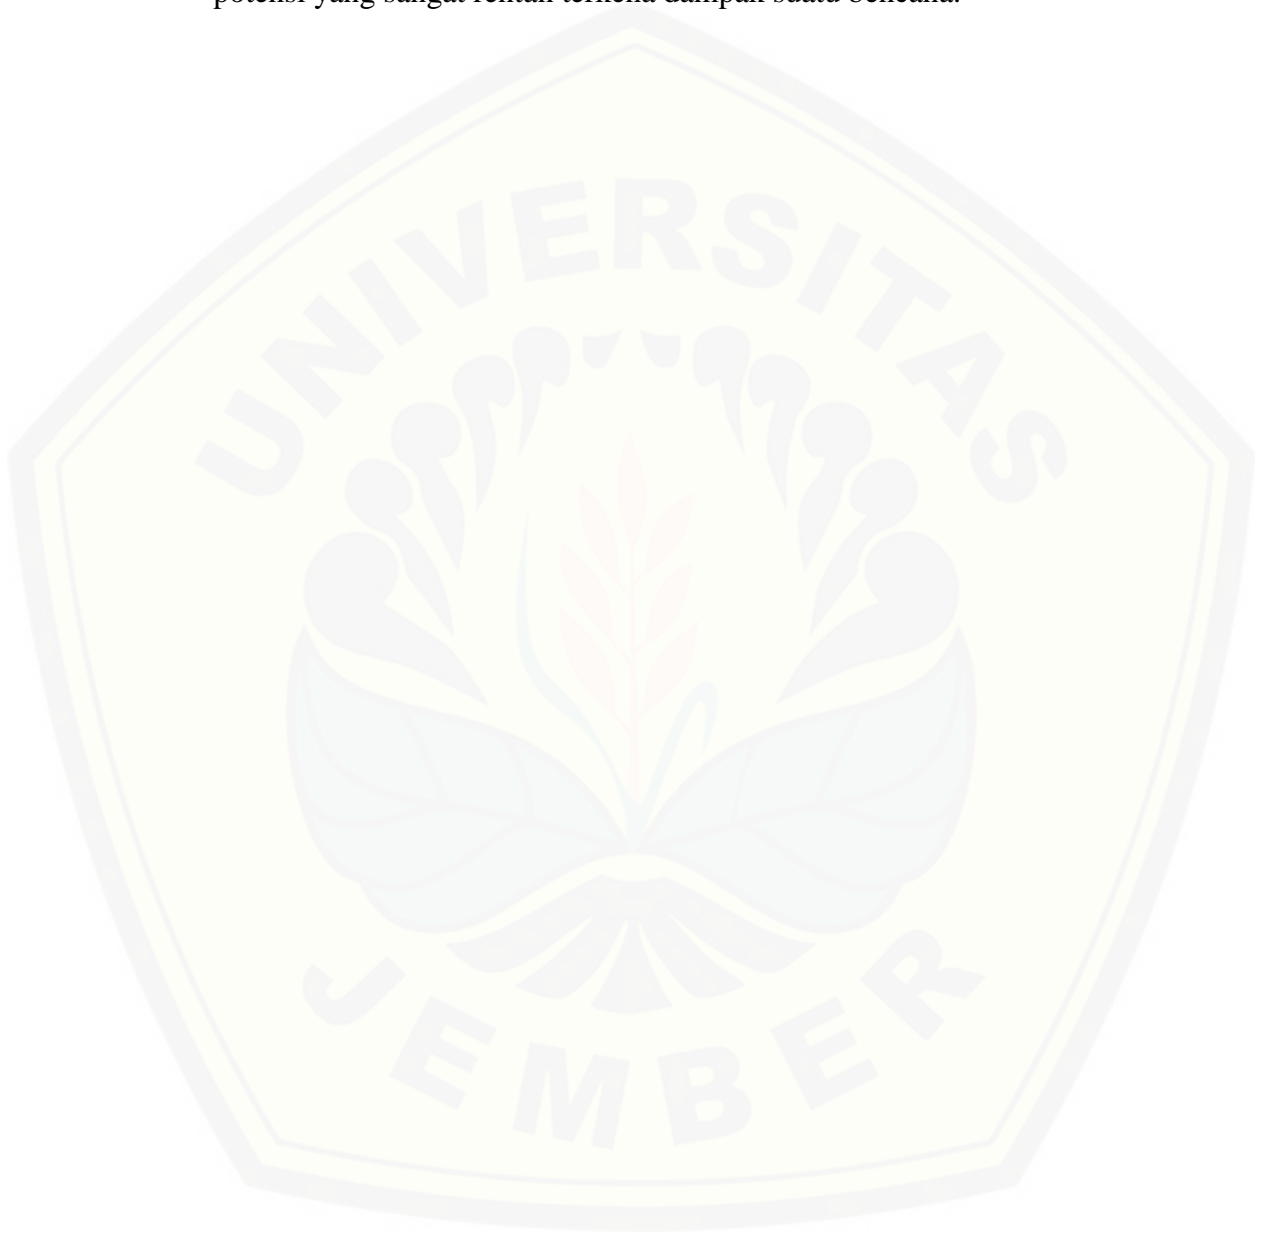 potensi yang sangat rentan terkena dampak suatu bencana.
UNIVERSITAS
JEMBER